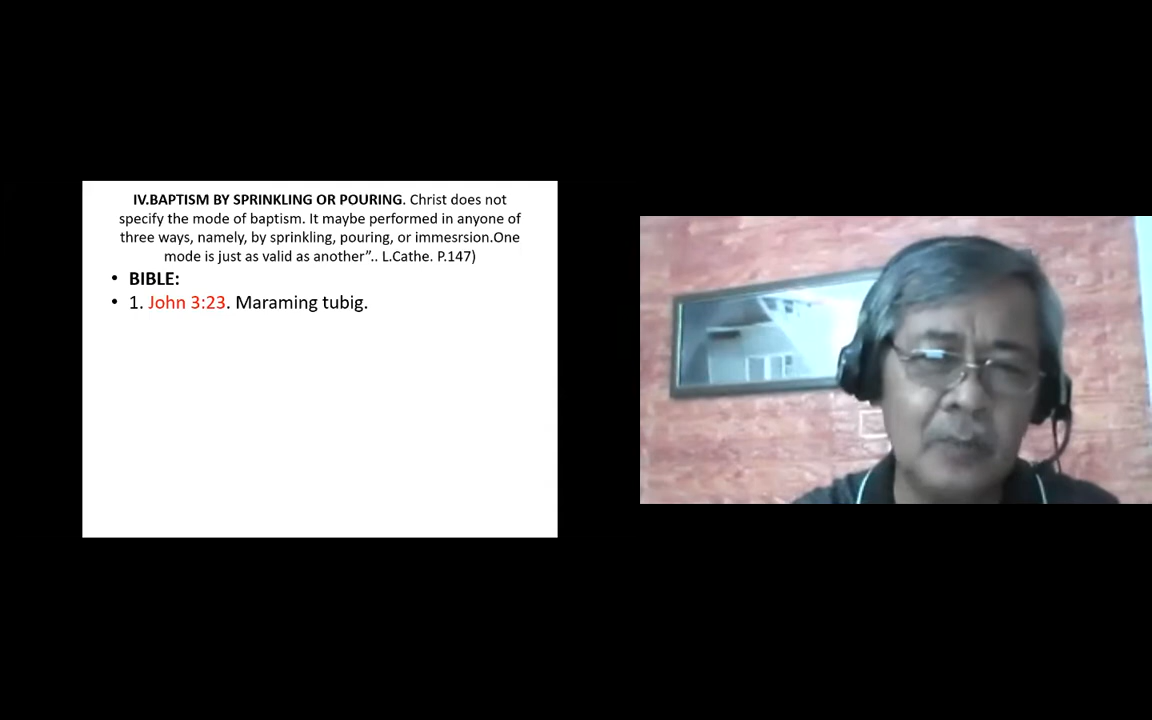 IV.BAPTISM BY SPRINKLING OR POURING. Christ does not
specify the mode of baptism. It maybe performed in anyone of
three ways, namely, by sprinkling, pouring, or immesrsion.One
mode is just as valid as another”.. L.Cathe. P.147)
• BIBLE:
• 1. John 3:23. Maraming tubig.